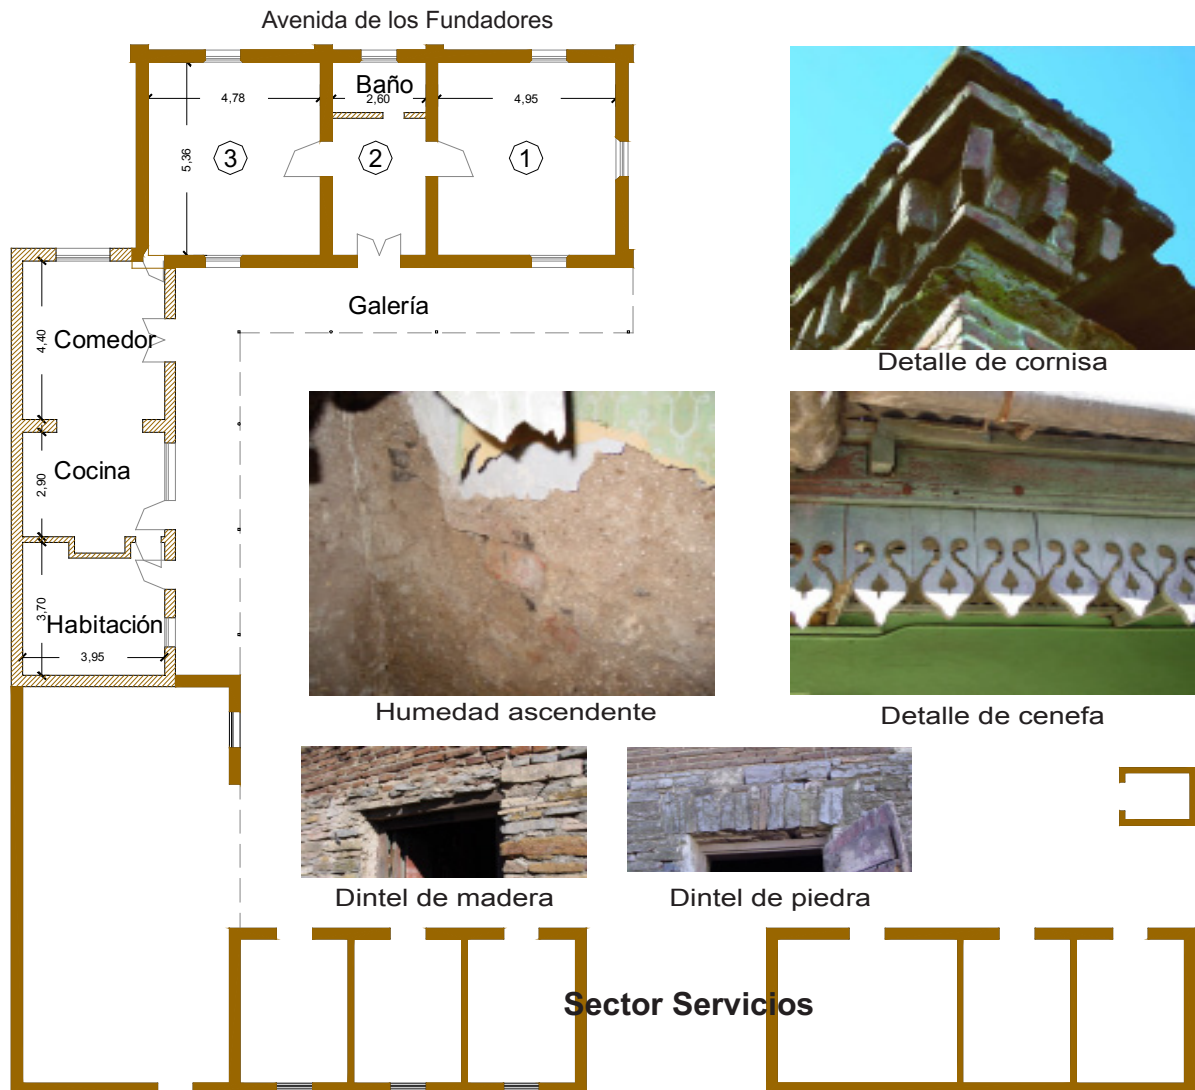 Avenida de los Fundadores
Baño
4,78
2,60
4,95
5,36
3
2
1
Galería
Comedor
4,40
Cocina
2,90
Habitación
3,70
3,95
Detalle de cornisa
Humedad ascendente
Detalle de cenefa
Dintel de madera
Dintel de piedra
Sector Servicios